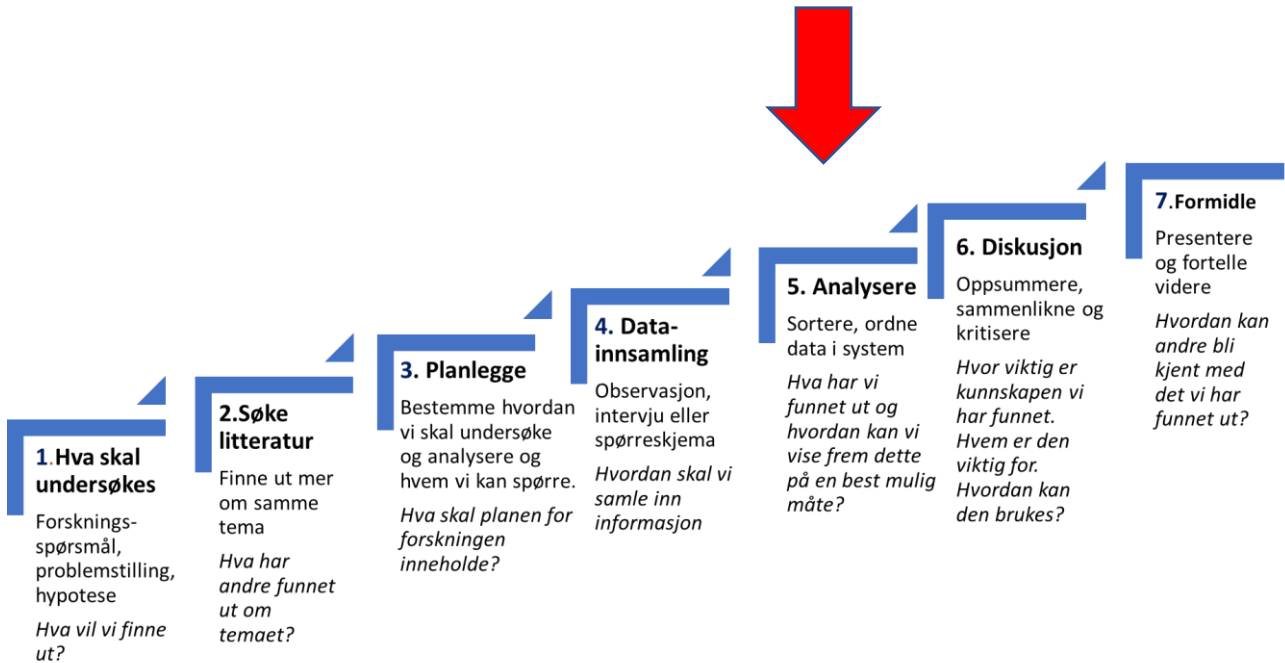 1.Hva skal
undersøkes
Forsknings-
spørsmål,
problemstilling,
hypotese
Hva vil vi finne
ut?
2.Søke
litteratur
Finne ut mer
om samme
tema
Hva har
andre funnet
ut om
temaet?
3. Planlegge
Bestemme hvordan
vi skal undersøke
og analysere og
hvem vi kan spørre.
Hva skal planen for
forskningen
inneholde?
4. Data-
innsamling
Observasjon,
intervju eller
spørreskjema
Hvordan skal vi
samle inn
informasjon
5. Analysere
Sortere, ordne
data i system
Hva har vi
funnet ut og
hvordan kan vi
vise frem dette
på en best mulig
måte?
6. Diskusjon
Oppsummere,
sammenlikne og
kritisere
Hvor viktig er
kunnskapen vi
har funnet.
Hvem er den
viktig for.
Hvordan kan
den brukes?
7.Formidle
Presentere
og fortelle
videre
Hvordan kan
andre bli
kjent med
det vi har
funnet ut?